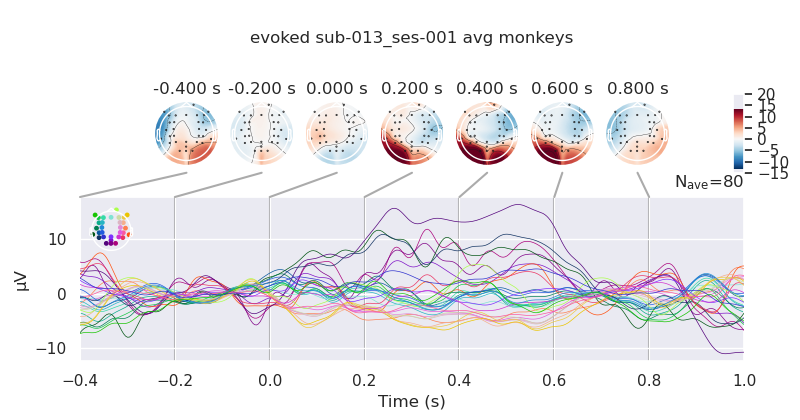 evoked sub-013_ses-001 avg monkeys
-0.400 s -0.200 s 0.000 s 0.200 s 0.400 s 0.600 s 0.800 s
20
15
10
5
0
−5
−10
−15
Nave=80
10
0
−10
µV
−0.4 −0.2 0.0 0.2 0.4 0.6 0.8 1.0
Time (s)